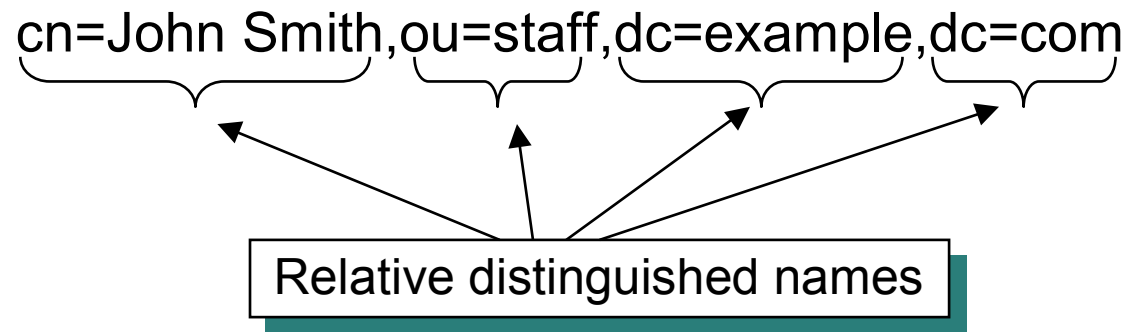 cn=John Smith,ou=staff,dc=example,dc=com
Relative distinguished names